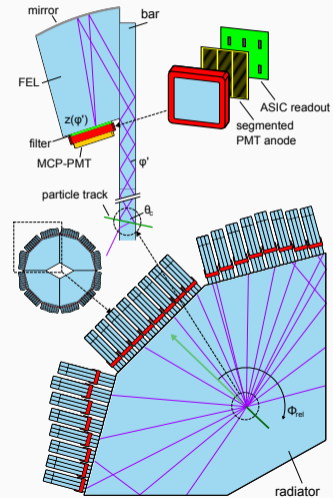 mirror
bar
FEL
ASIC readout
z(φ')
segmented
PMT anode
filter
MCP-PMT
φ'
particle track
θc
Φrel
radiator